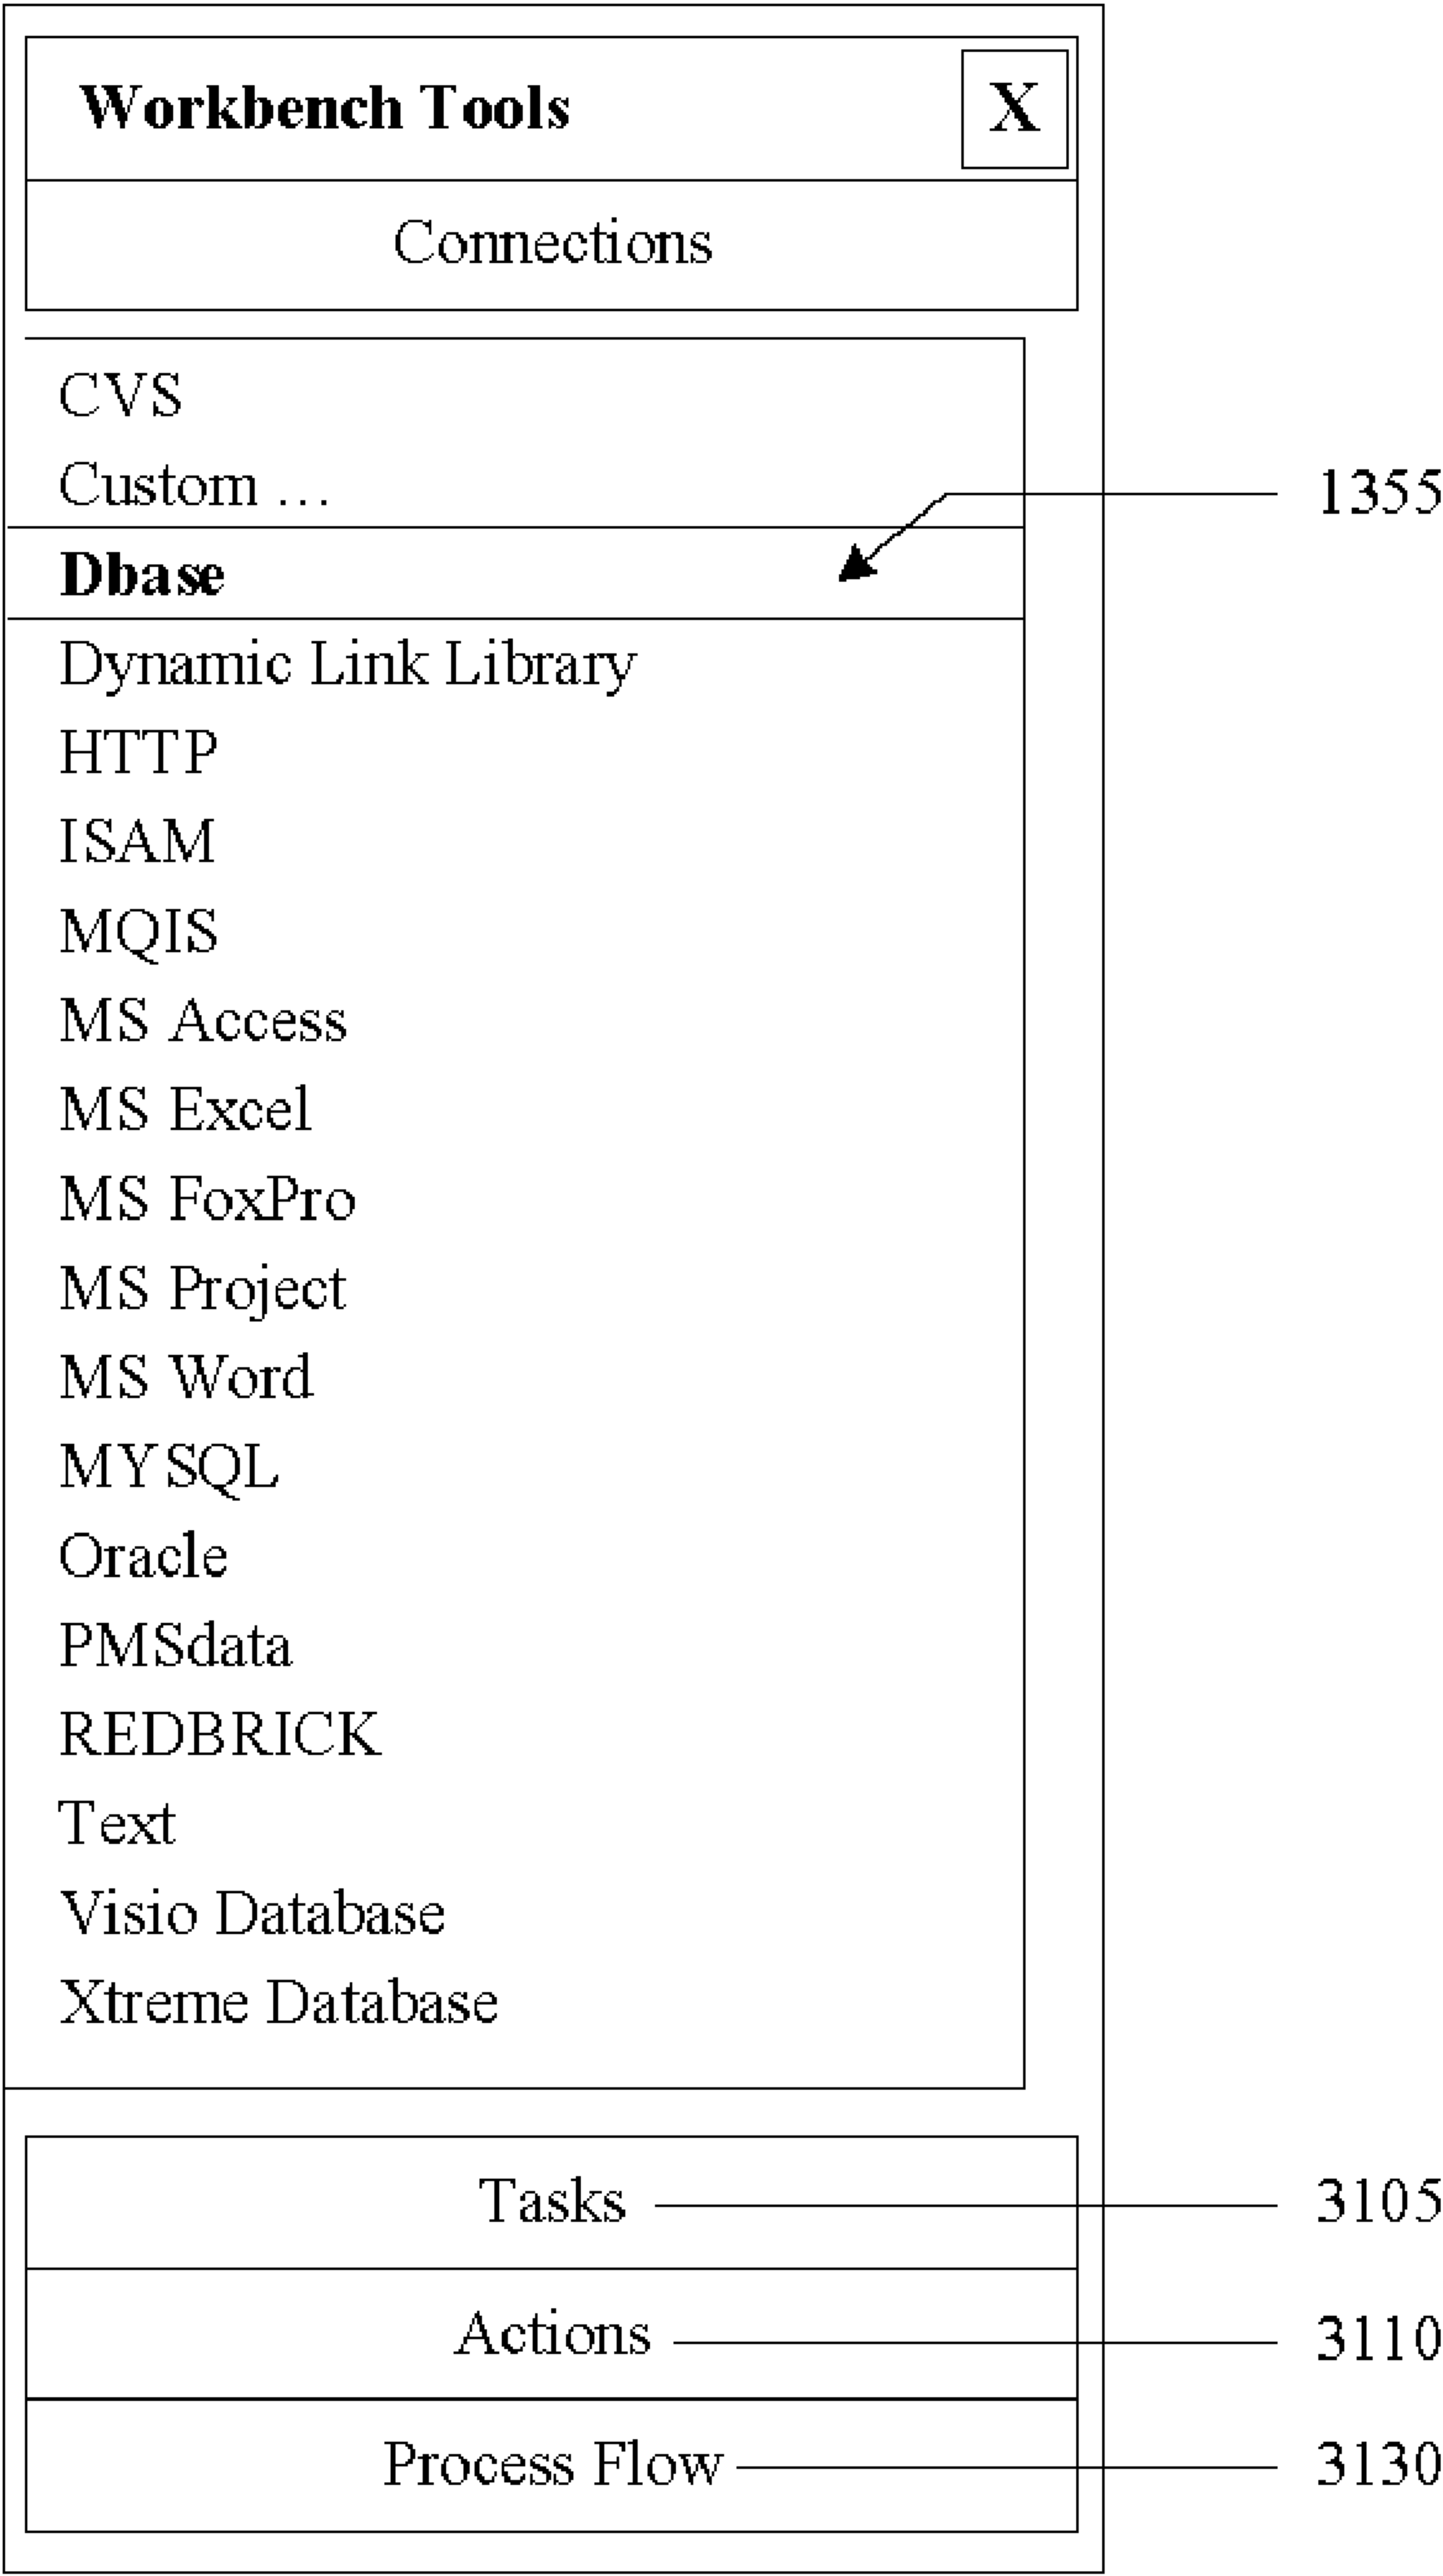 Workbench Tools X
Connections
CVS
Custom ...
1355
Dbase
Dynamic Link Library
HTTP
ISAM
MQIS
MS Access
MS Excel
MS FoxPro
MS Project
MS Word
MYSQL
Oracle
PMSdata
REDBRICK
Text
Visio Database
Xtreme Database
Tasks 3105
Actions 3110
Process Flow 3130